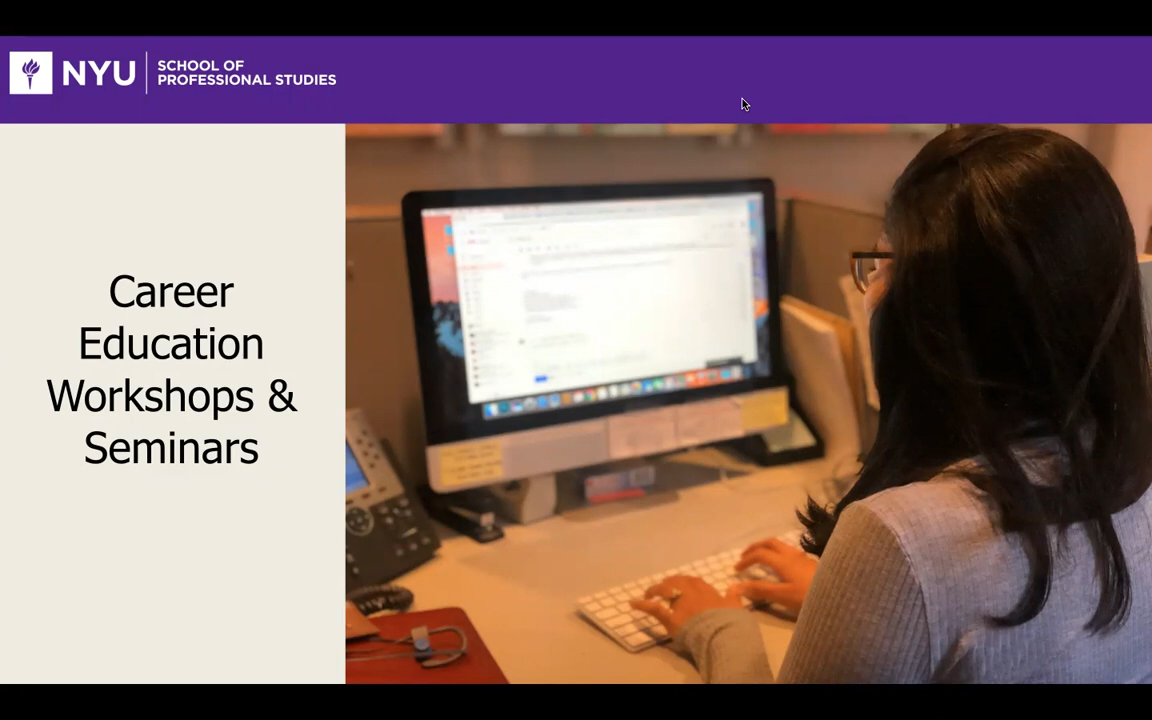 NYU
SCHOOL OF
PROFESSIONAL STUDIES
Career
Education
Workshops &
Seminars